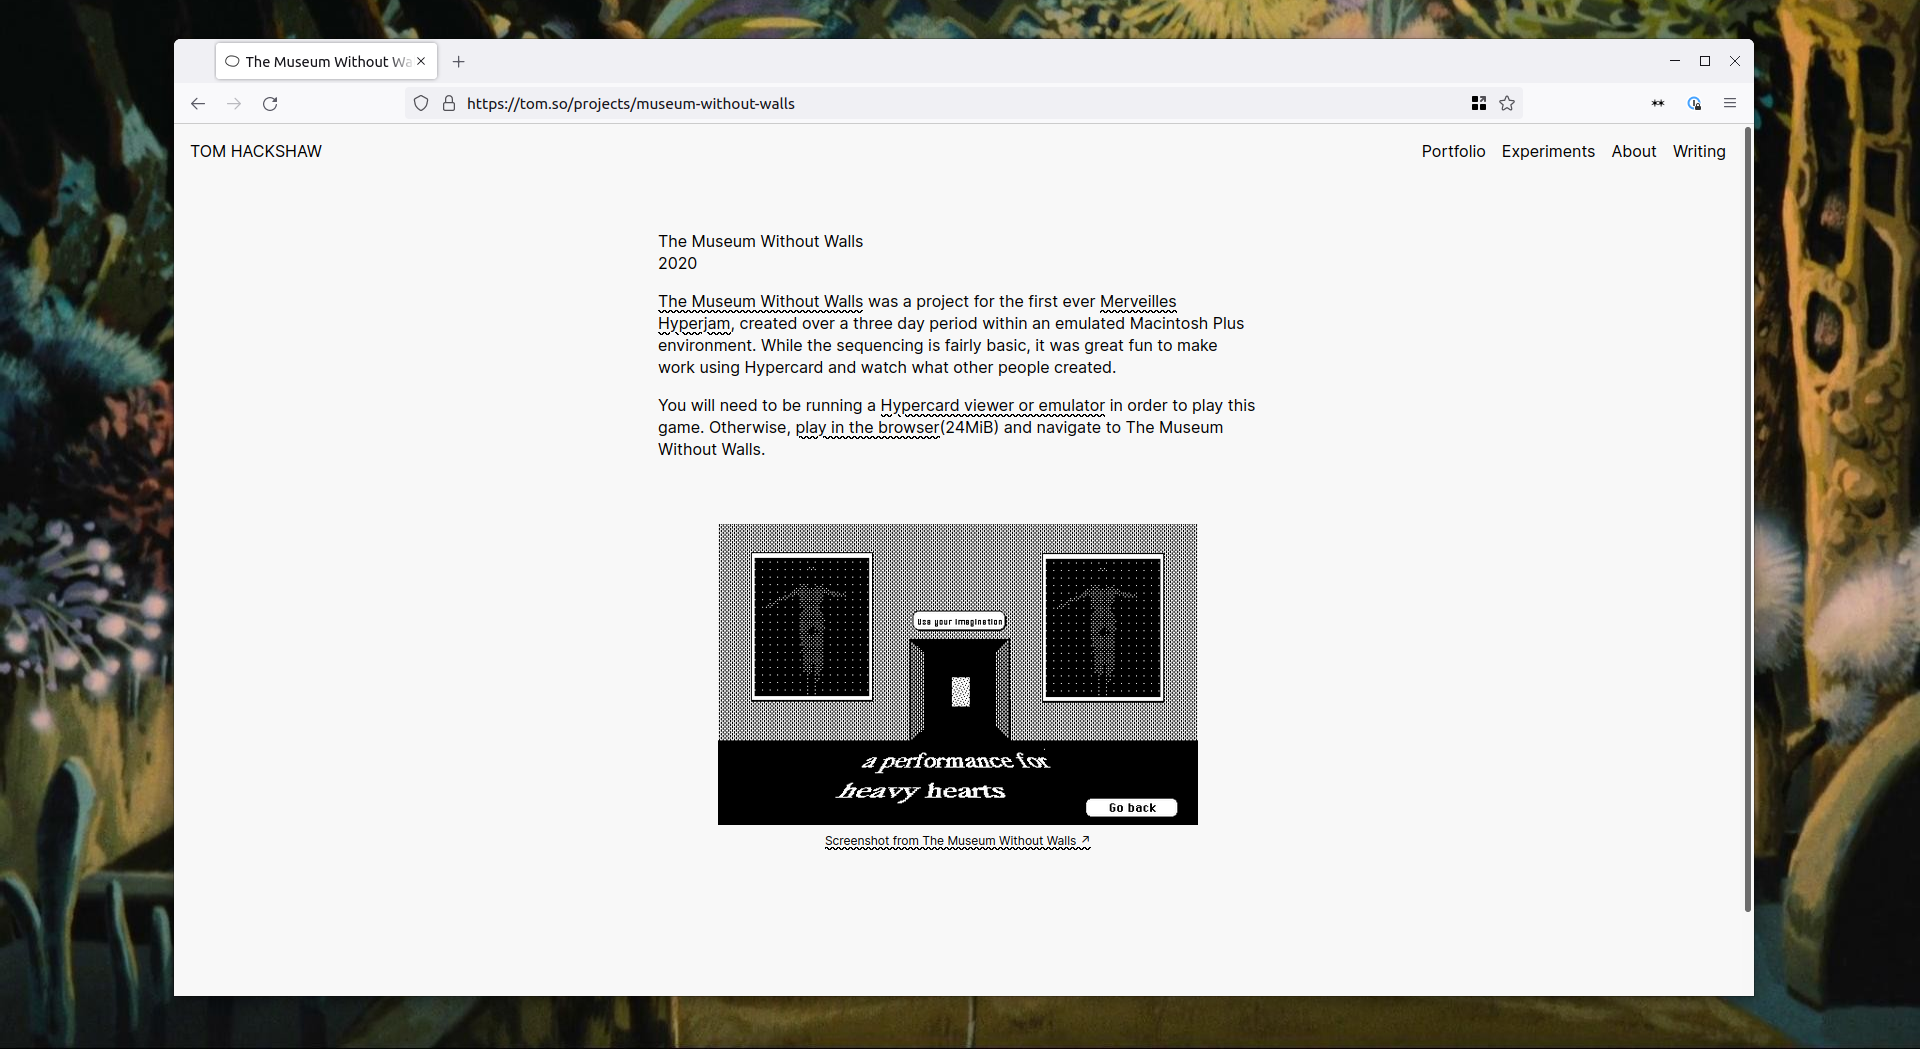 The Museum Without Wa
https://tom.so/projects/museum-without-walls
TOM HACKSHAW
Portfolio Experiments About Writing
The Museum Without Walls
2020
The Museum Without Walls was a project for the first ever Merveilles
Hyperjam, created over a three day period within an emulated Macintosh Plus
environment. While the sequencing is fairly basic, it was great fun to make
work using Hypercard and watch what other people created.
You will need to be running a Hypercard viewer or emulator in order to play this
game. Otherwise, play in the browser(24MiB) and navigate to The Museum
Without Walls.
Use your imagination
a performance for
heavy hearts
Go back
Screenshot from The Museum Without Walls ↗